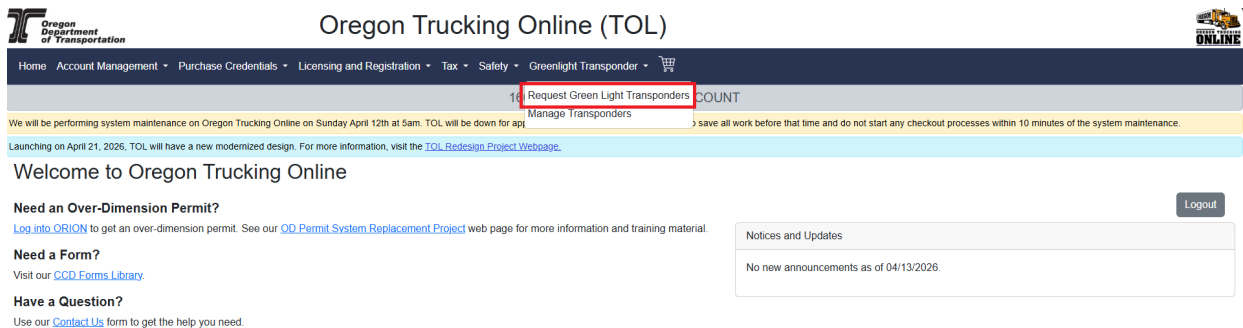 Oregon
Department
of Transportation
Oregon Trucking Online (TOL)
OREGON TRUCKING
ONLINE
Home Account Management Purchase Credentials Licensing and Registration Tax Safety Greenlight Transponder
Request Green Light Transponders
Manage Transponders
16 COUNT
We will be performing system maintenance on Oregon Trucking Online on Sunday April 12th at 5am. TOL will be down for save all work before that time and do not start any checkout processes within 10 minutes of the system maintenance.
Launching on April 21, 2026, TOL will have a new modernized design. For more information, visit the TOL Redesign Project Webpage.
Welcome to Oregon Trucking Online
Logout
Need an Over-Dimension Permit?
Log into ORION to get an over-dimension permit. See our OD Permit System Replacement Project web page for more information and training material.
Notices and Updates
No new announcements as of 04/13/2026.
Need a Form?
Visit our CCD Forms Library.
Have a Question?
Use our Contact Us form to get the help you need.